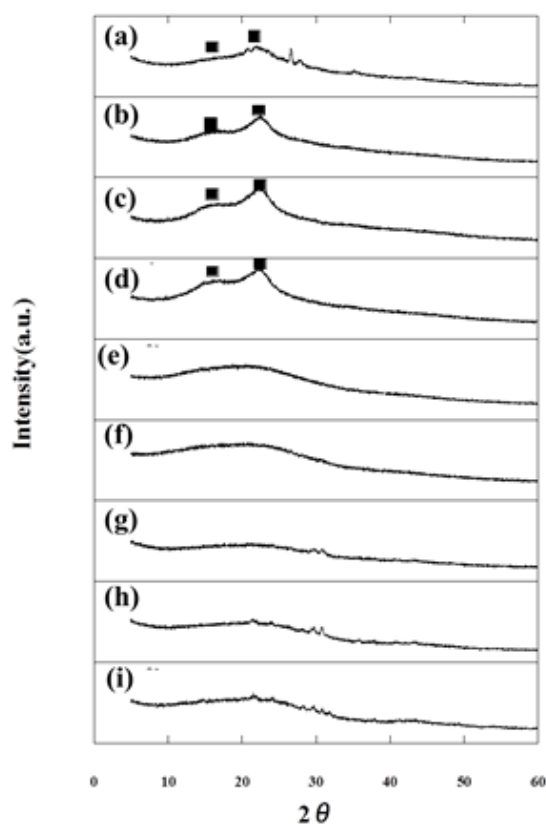 (a)
(b)
(c)
(d)
(e)
(f)
(g)
(h)
(i)
Intensity(a.u.)
0 10 20 30 40 50 60
2θ